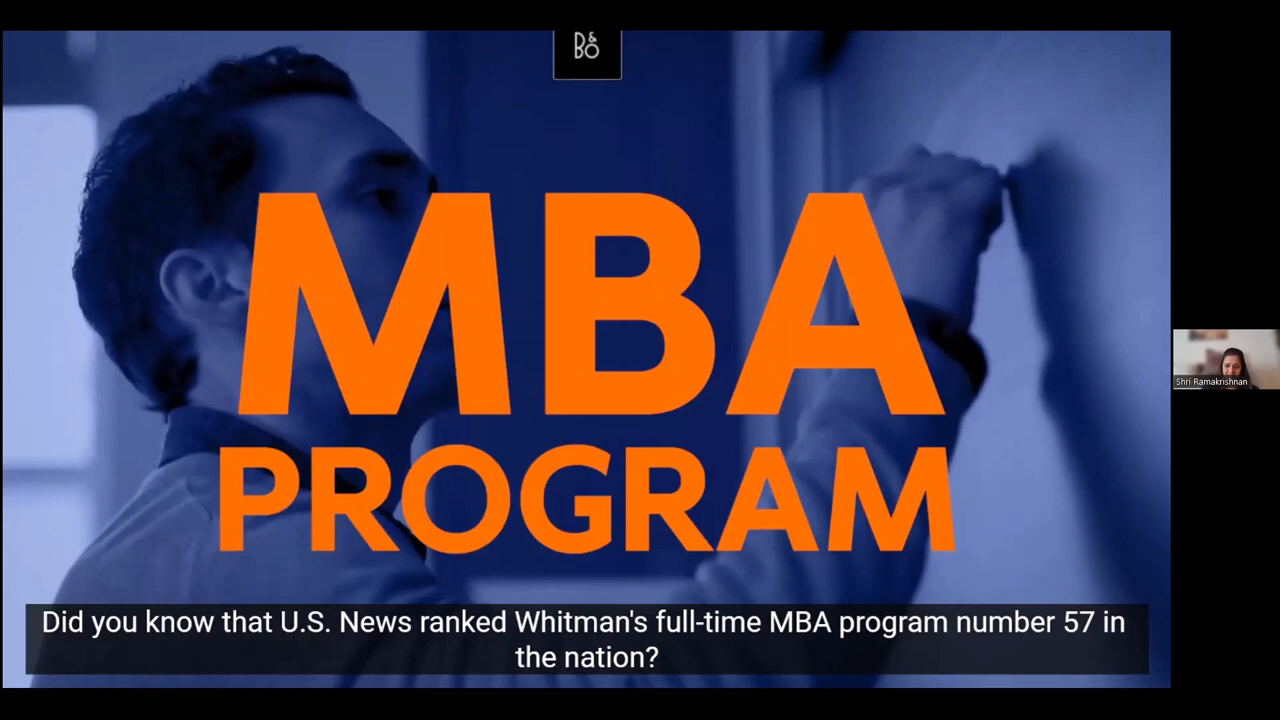 B&
BO
MBA
PROGRAM
Shri Ramakrishnan
Did you know that U.S. News ranked Whitman's full-time MBA program number 57 in
the nation?